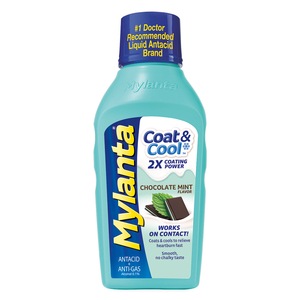 #1 Doctor
Recommended
Liquid Antacid
Brand
Mylanta
Coat &
Cool
2X COATING
POWER
CHOCOLATE MINT
FLAVOR
WORKS
ON CONTACT!
Coats & cools to relieve
heartburn fast
Smooth,
no chalky taste
ANTACID
+
ANTI-GAS